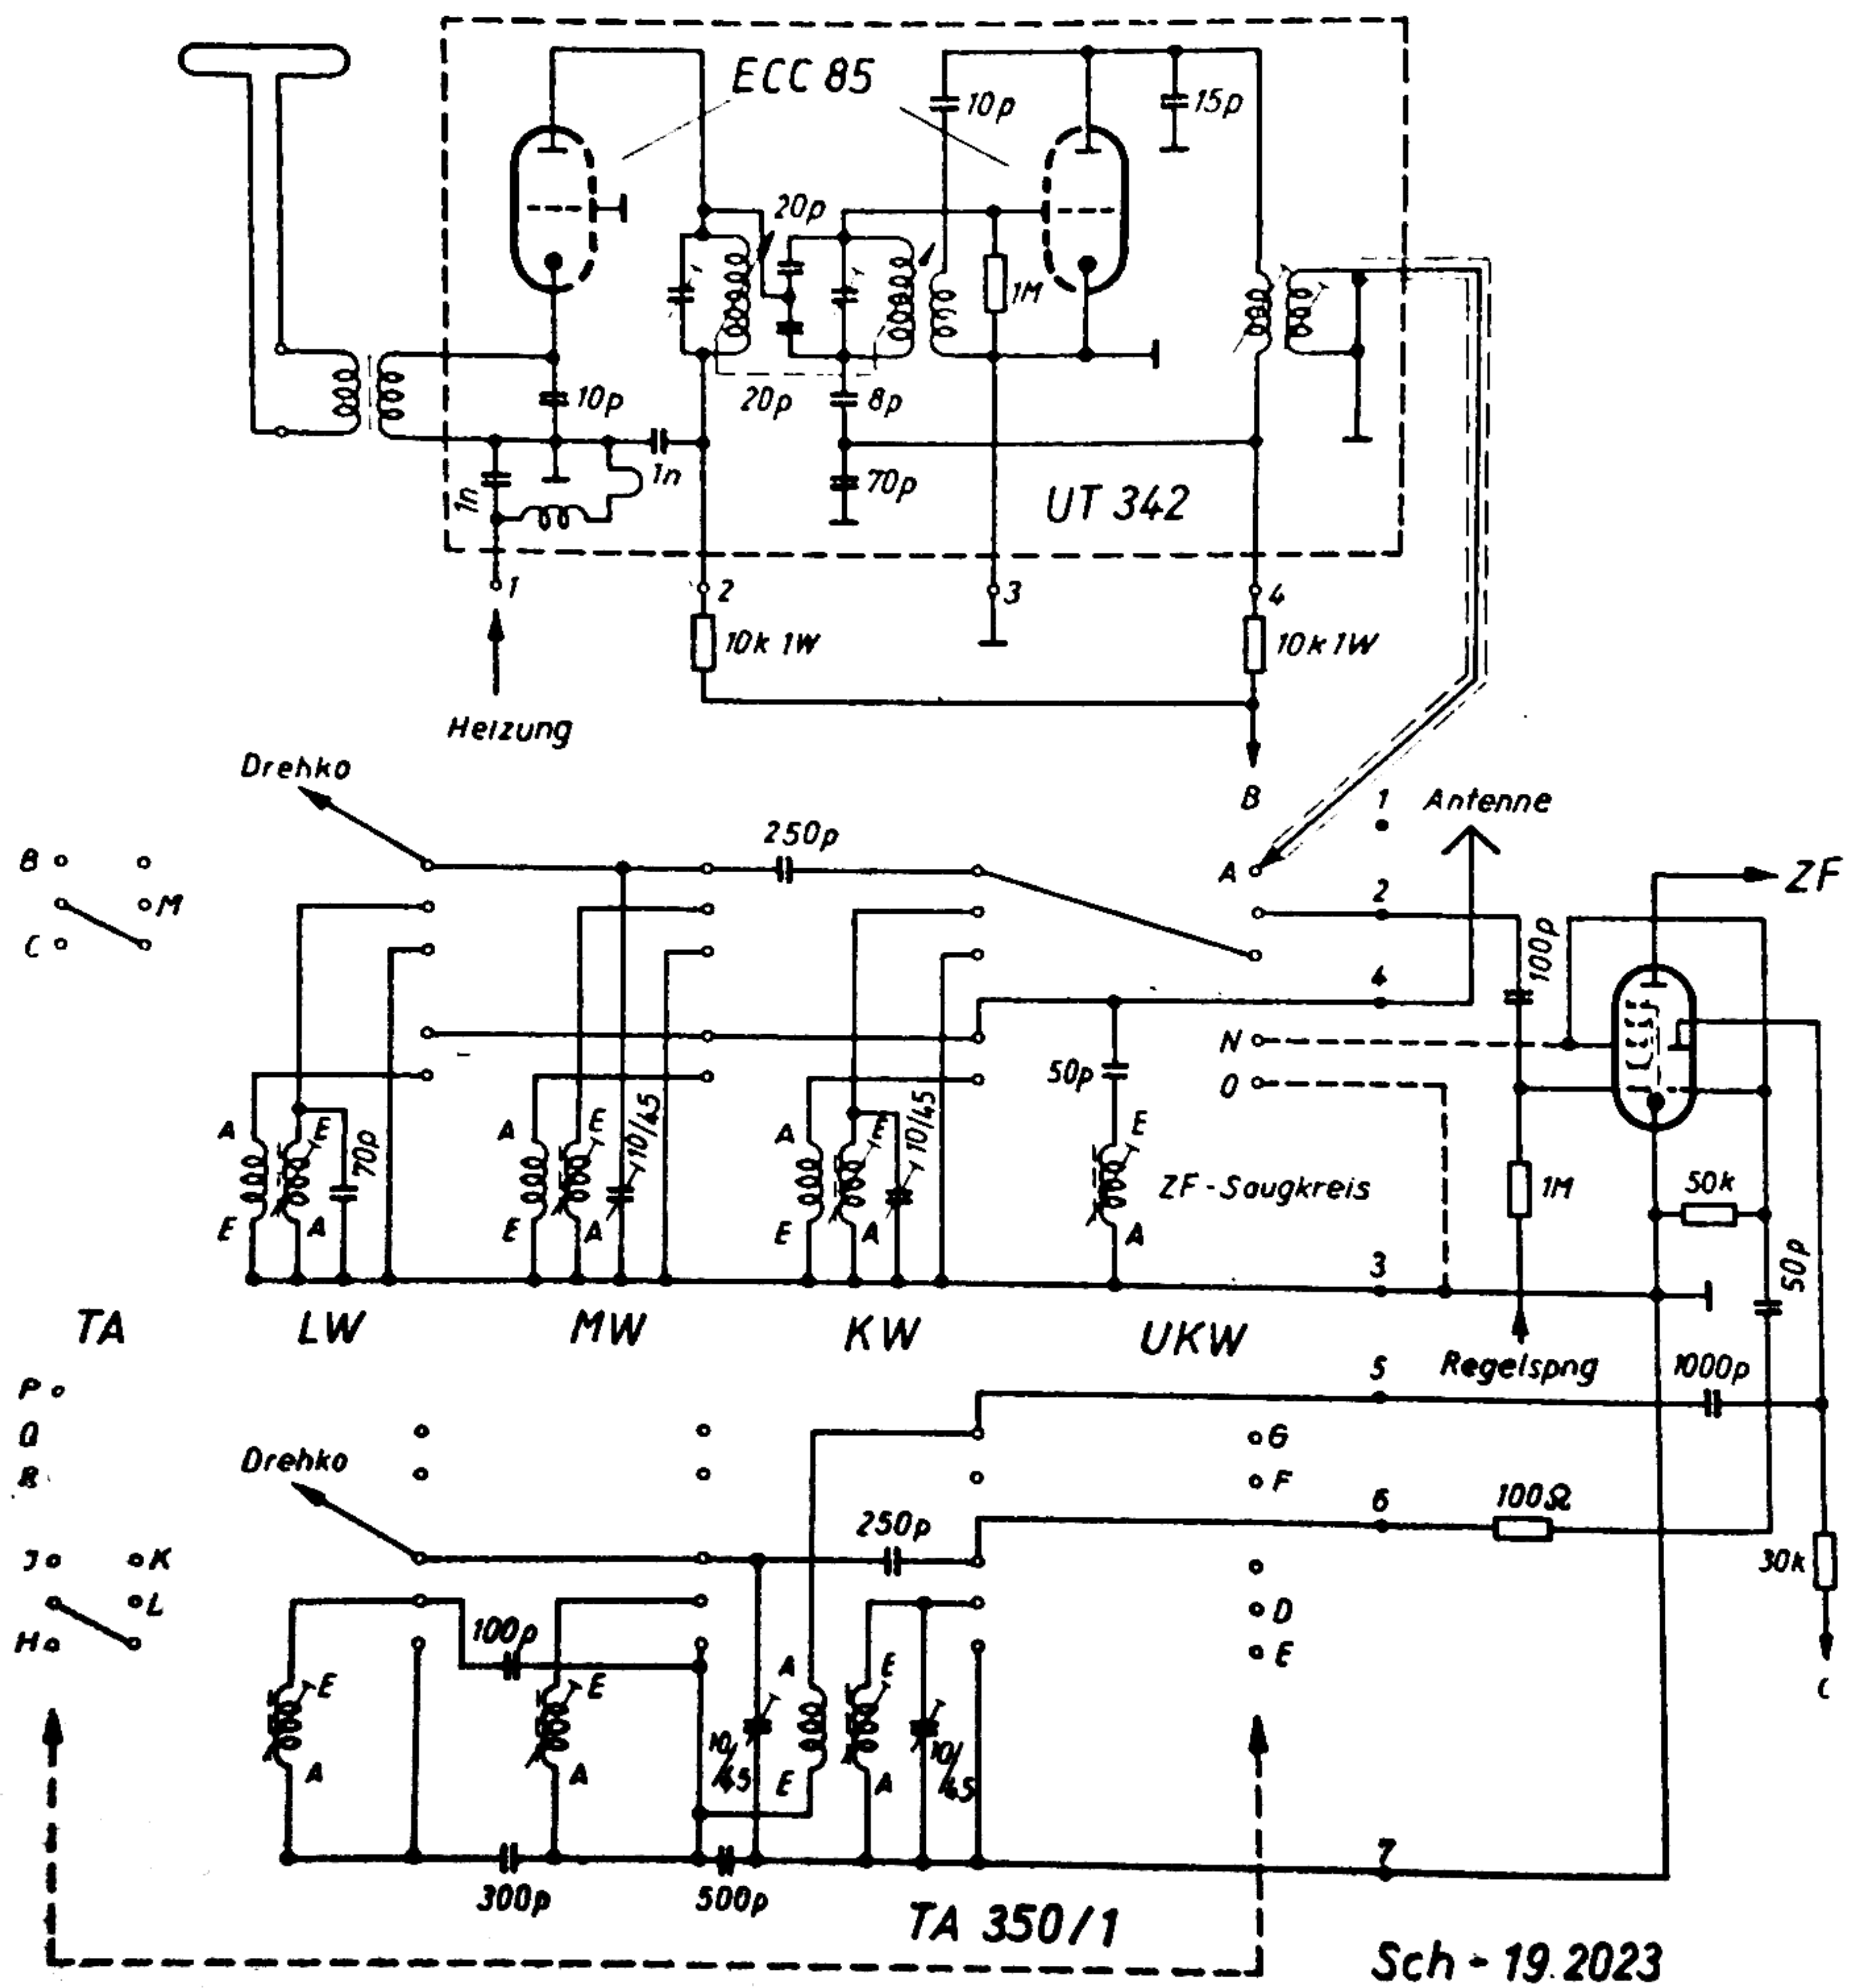 ECC 85
10p
15p
20p
1M
10p
20p
8p
1n
1n
70p
UT 342
1
2
3
4
10k 1W
10k 1W
Heizung
Drehko
B
1
Antenne
250p
B
A
2
ZF
M
C
100p
4
N
50p
O
A
E
70p
A
E
10/45
A
E
10/45
E
ZF-Saugkreis
1M
50k
E
A
E
A
E
A
A
3
50p
TA
LW
MW
KW
UKW
Regelspng
P
5
1000p
Q
G
Drehko
R
F
250p
6
100Ω
J
K
30k
L
D
H
100p
E
E
E
A
E
C
A
A
10/45
E
A
10/45
7
300p
500p
TA 350/1
Sch-19.2023